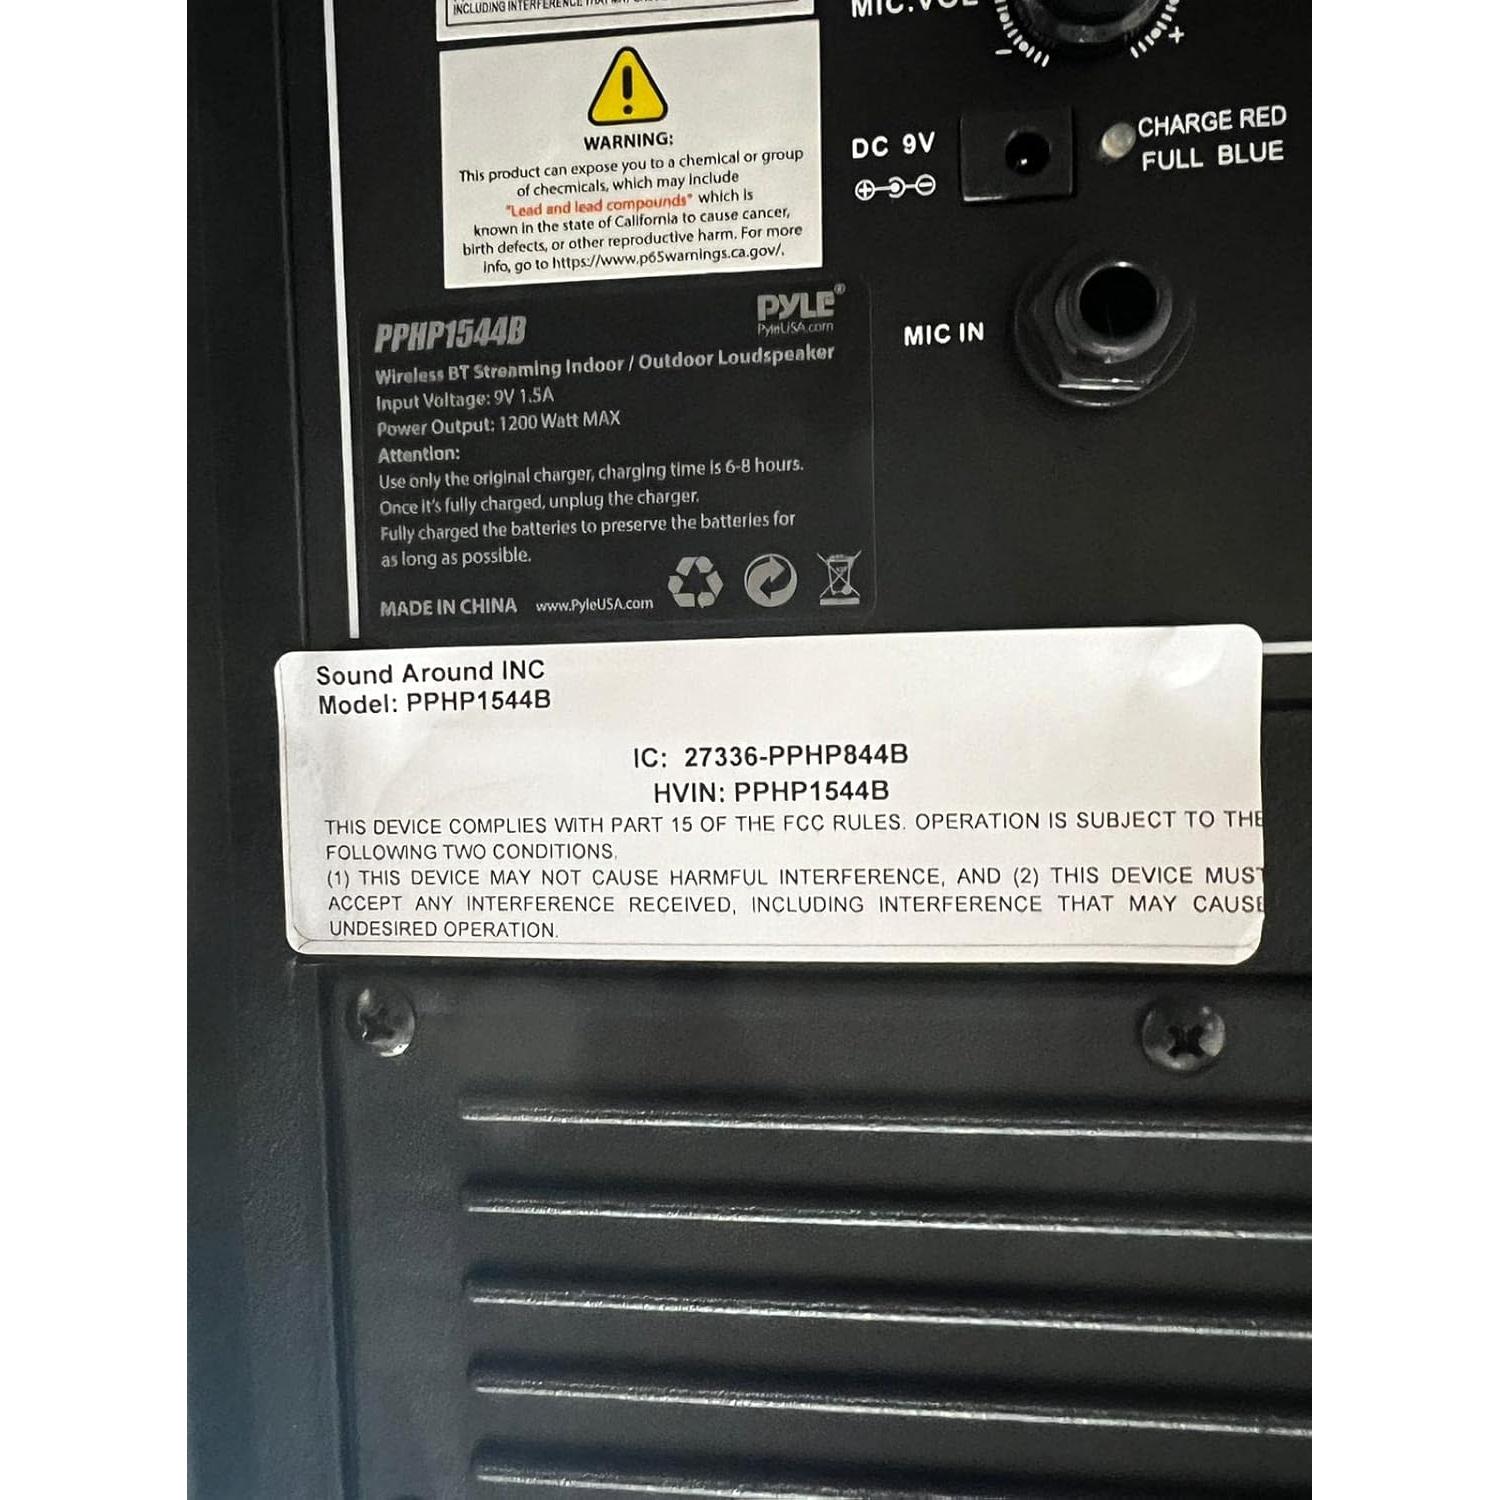 INCLUDING INTERFERENCE THAT MAY
MIC.VOL
- +
WARNING:
This product can expose you to a chemical or group
of checmicals, which may include
"Lead and lead compounds" which is
known in the state of California to cause cancer,
birth defects, or other reproductive harm. For more
info, go to https://www.p65warnings.ca.gov/.
DC 9V
CHARGE RED
FULL BLUE
MIC IN
PPHP1544B
PYLE®
PyleUSA.com
Wireless BT Streaming Indoor / Outdoor Loudspeaker
Input Voltage: 9V 1.5A
Power Output: 1200 Watt MAX
Attention:
Use only the original charger, charging time is 6-8 hours.
Once it's fully charged, unplug the charger.
Fully charged the batteries to preserve the batteries for
as long as possible.
MADE IN CHINA www.PyleUSA.com
Sound Around INC
Model: PPHP1544B
IC: 27336-PPHP844B
HVIN: PPHP1544B
THIS DEVICE COMPLIES WITH PART 15 OF THE FCC RULES. OPERATION IS SUBJECT TO THE
FOLLOWING TWO CONDITIONS,
(1) THIS DEVICE MAY NOT CAUSE HARMFUL INTERFERENCE, AND (2) THIS DEVICE MUST
ACCEPT ANY INTERFERENCE RECEIVED, INCLUDING INTERFERENCE THAT MAY CAUSE
UNDESIRED OPERATION.